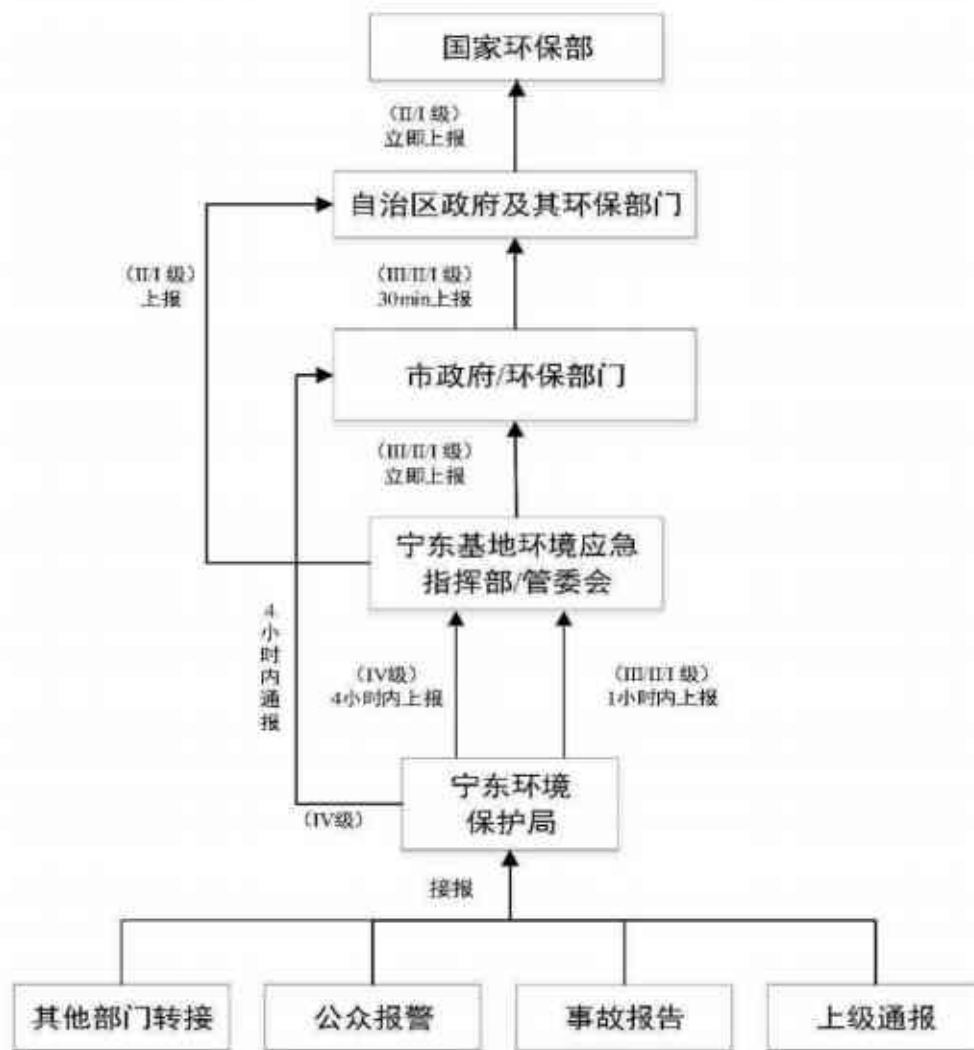 国家环保部
（II/I 级）
立即上报
自治区政府及其环保部门
（II/I 级）
上报
（III/II/I 级）
30min上报
市政府/环保部门
（III/II/I 级）
立即上报
宁东基地环境应急
指挥部/管委会
4小时内通报
（IV级）
4小时内上报
（III/II/I 级）
1小时内上报
宁东环境
保护局
（IV级）
接报
其他部门转接
公众报警
事故报告
上级通报